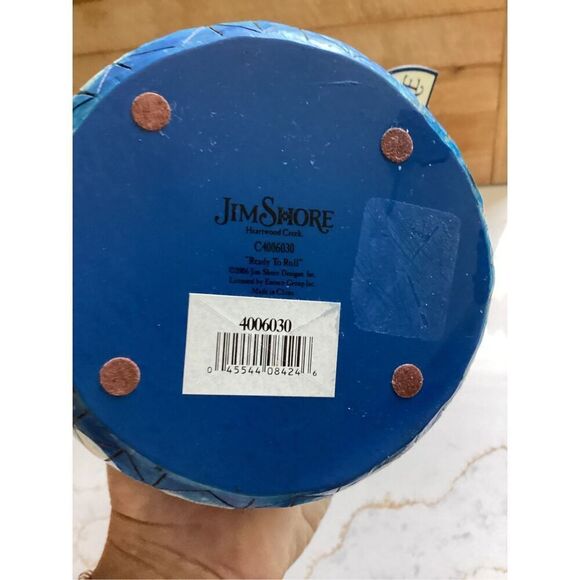 JIM SHORE
Heartwood Creek.
C4006030
"Ready To Roll"
©2006 Jim Shore Designs, Inc.
Licensed by Enesco Group Inc.
Made in China
4006030
0 45544 08424 6